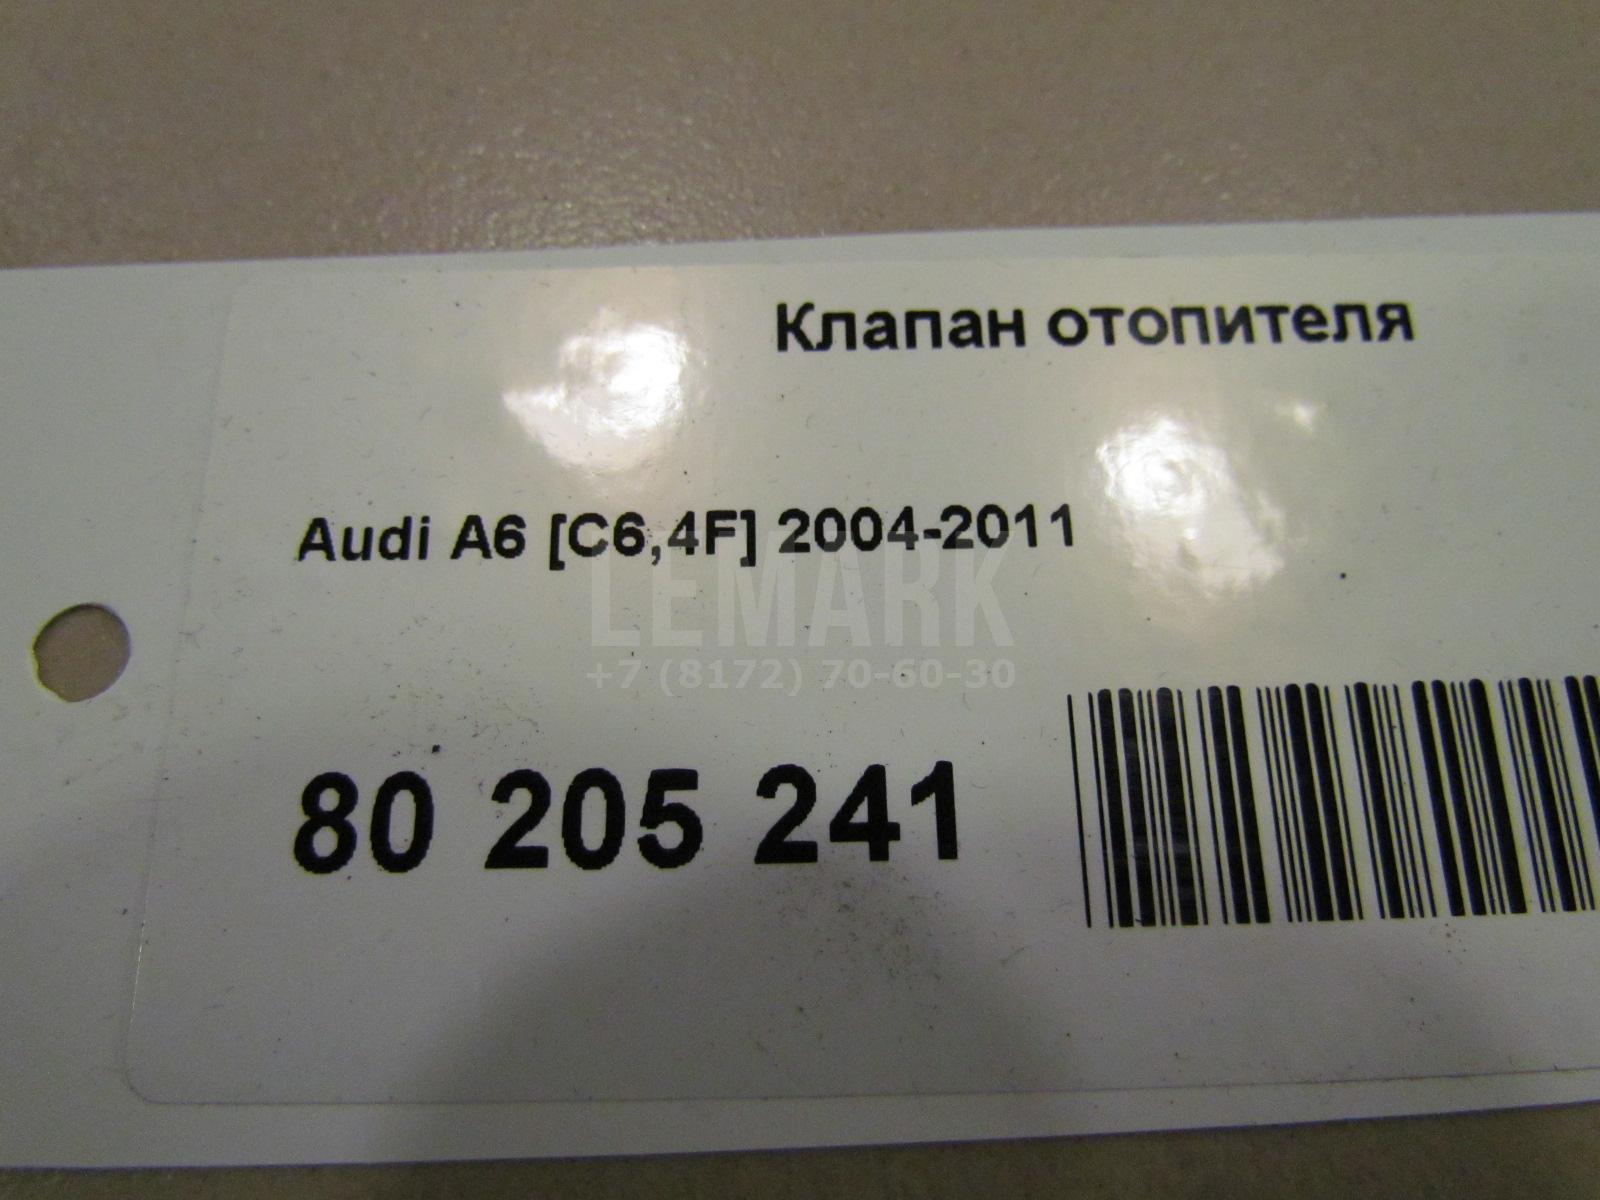 Клапан отопителя
Audi A6 [C6,4F] 2004-2011
LEMARK
+7 (8172) 70-60-30
80 205 241